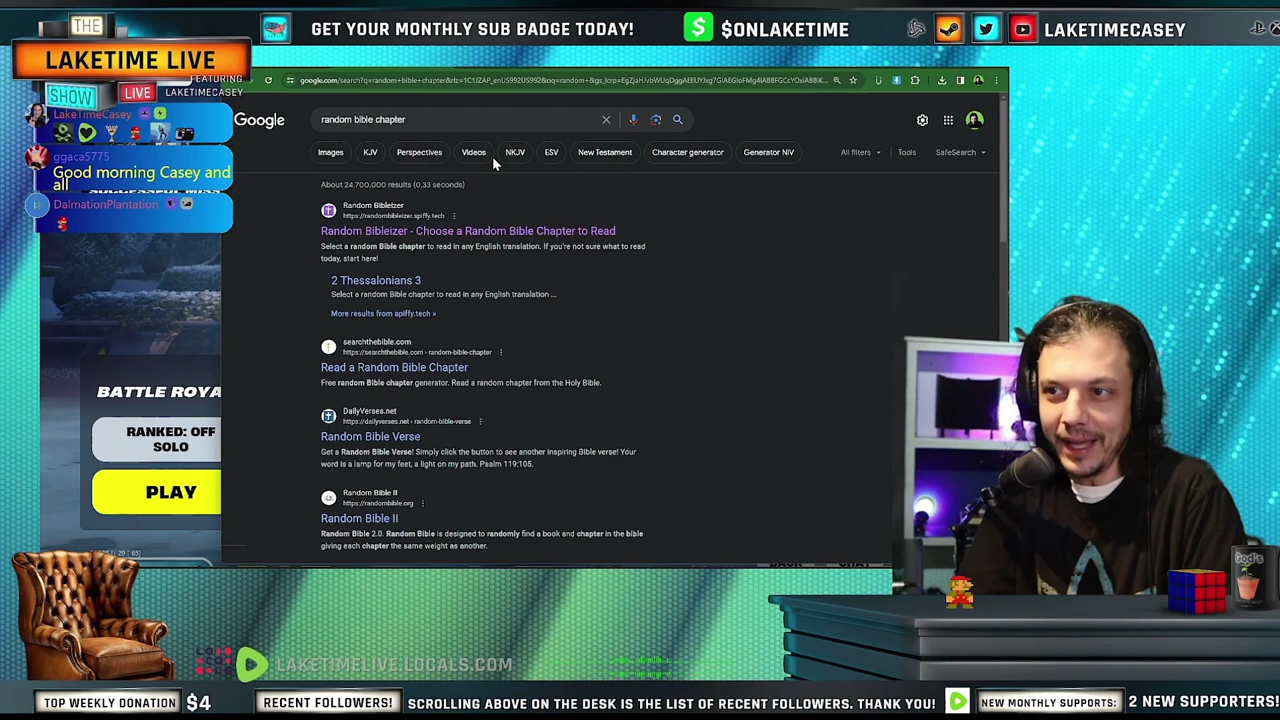 THE
LAKETIME LIVE
FEATURING
LAKETIMECASEY
SHOW
LIVE
GET YOUR MONTHLY SUB BADGE TODAY!
$ONLAKETIME
LAKETIMECASEY
LakeTimeCasey
ggaca5775
Good morning Casey and
all
DalmationPlantation
Google
random bible chapter
Images
KJV
Perspectives
Videos
NKJV
ESV
New Testament
Character generator
Generator NIV
All filters
Tools
SafeSearch
About 24,700,000 results (0.33 seconds)
Random Bibleizer
https://randombibleizer.spiffy.tech
Random Bibleizer - Choose a Random Bible Chapter to Read
Select a random Bible chapter to read in any English translation. If you're not sure what to read
today, start here!
2 Thessalonians 3
Select a random Bible chapter to read in any English translation ...
More results from spiffy.tech »
searchthebible.com
https://searchthebible.com › random-bible-chapter
Read a Random Bible Chapter
Free random Bible chapter generator. Read a random chapter from the Holy Bible.
DailyVerses.net
https://dailyverses.net › random-bible-verse
Random Bible Verse
Get a Random Bible Verse! Simply click the button to see another inspiring Bible verse! Your
word is a lamp for my feet, a light on my path. Psalm 119:105.
Random Bible II
https://randombible.org
Random Bible II
Random Bible 2.0. Random Bible is designed to randomly find a book and chapter in the bible
giving each chapter the same weight as another.
BATTLE ROYA
RANKED: OFF
SOLO
PLAY
God's
LAKETIMELIVE.LOCALS.COM
TOP WEEKLY DONATION
$4
RECENT FOLLOWERS!
SCROLLING ABOVE ON THE DESK IS THE LIST OF RECENT FOLLOWERS. THANK YOU!
NEW MONTHLY SUPPORTS:
2 NEW SUPPORTERS!